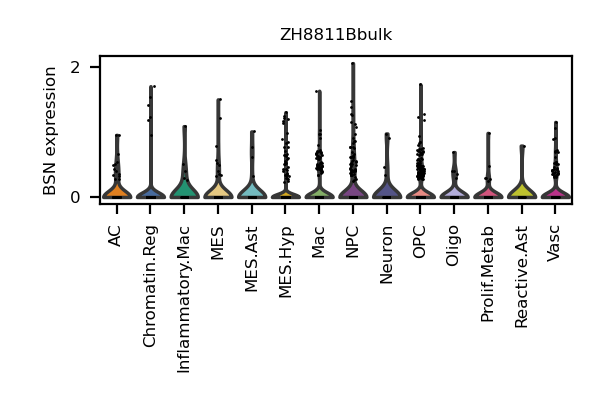 ZH8811Bbulk
BSN expression
2
0
AC
Chromatin.Reg
Inflammatory.Mac
MES
MES.Ast
MES.Hyp
Mac
NPC
Neuron
OPC
Oligo
Prolif.Metab
Reactive.Ast
Vasc